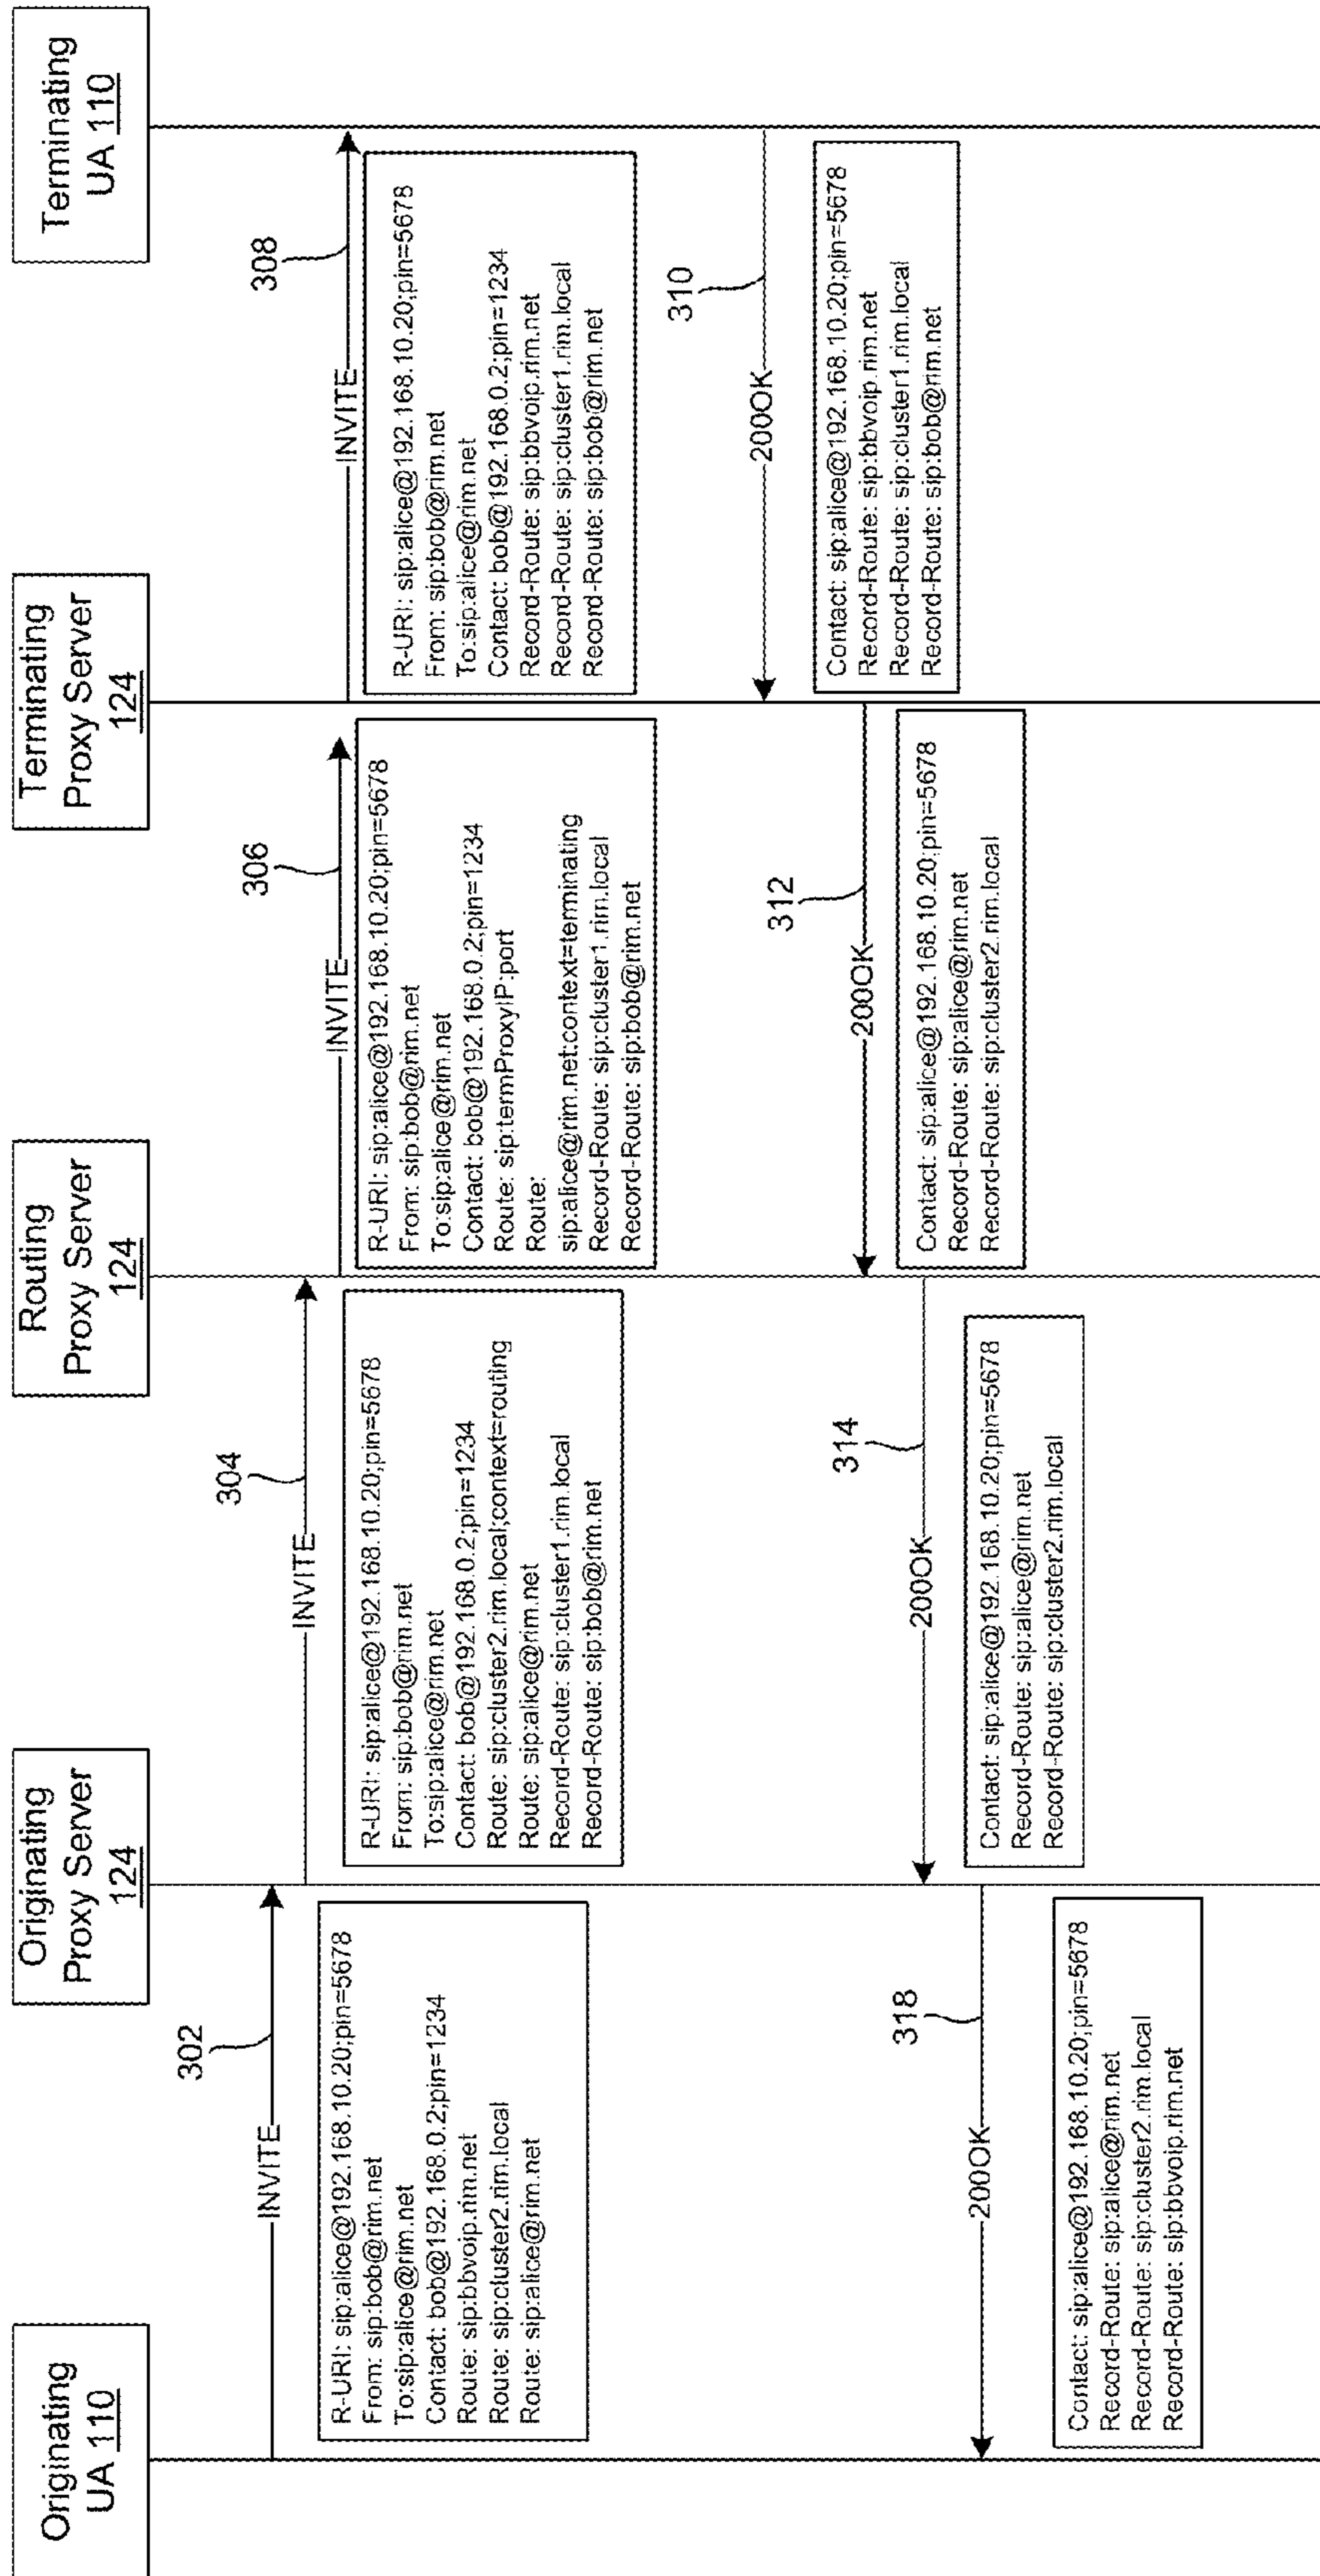 Originating
UA 110
Originating
Proxy Server
124
Routing
Proxy Server
124
Terminating
Proxy Server
124
Terminating
UA 110
302
INVITE
R-URI: sip:alice@192.168.10.20;pin=5678
From: sip:bob@rim.net
To:sip:alice@rim.net
Contact: bob@192.168.0.2;pin=1234
Route: sip:bbvoip.rim.net
Route: sip:cluster2.rim.local
Route: sip:alice@rim.net
304
INVITE
R-URI: sip:alice@192.168.10.20;pin=5678
From: sip:bob@rim.net
To:sip:alice@rim.net
Contact: bob@192.168.0.2;pin=1234
Route: sip:cluster2.rim.local;context=routing
Route: sip:alice@rim.net
Record-Route: sip:cluster1.rim.local
Record-Route: sip:bob@rim.net
306
INVITE
R-URI: sip:alice@192.168.10.20;pin=5678
From: sip:bob@rim.net
To:sip:alice@rim.net
Contact: bob@192.168.0.2;pin=1234
Route: sip:termProxyIP:port
Route:
sip:alice@rim.net:context=terminating
Record-Route: sip:cluster1.rim.local
Record-Route: sip:bob@rim.net
308
INVITE
R-URI: sip:alice@192.168.10.20;pin=5678
From: sip:bob@rim.net
To:sip:alice@rim.net
Contact: bob@192.168.0.2;pin=1234
Record-Route: sip:bbvoip.rim.net
Record-Route: sip:cluster1.rim.local
Record-Route: sip:bob@rim.net
310
200OK
Contact: sip:alice@192.168.10.20;pin=5678
Record-Route: sip:bbvoip.rim.net
Record-Route: sip:cluster1.rim.local
Record-Route: sip:bob@rim.net
312
200OK
Contact: sip:alice@192.168.10.20;pin=5678
Record-Route: sip:alice@rim.net
Record-Route: sip:cluster2.rim.local
314
200OK
Contact: sip:alice@192.168.10.20;pin=5678
Record-Route: sip:alice@rim.net
Record-Route: sip:cluster2.rim.local
318
200OK
Contact: sip:alice@192.168.10.20;pin=5678
Record-Route: sip:alice@rim.net
Record-Route: sip:cluster2.rim.local
Record-Route: sip:bbvoip.rim.net